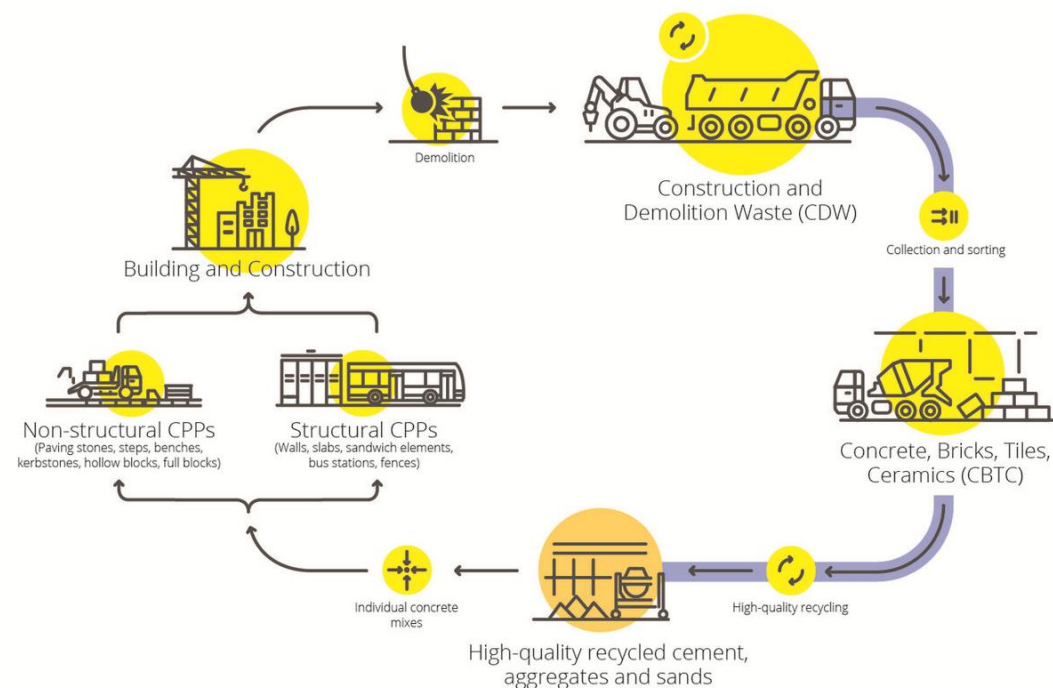 Demolition
Construction and
Demolition Waste (CDW)
Collection and sorting
Building and Construction
Non-structural CPPs
(Paving stones, steps, benches,
kerbstones, hollow blocks, full blocks)
Structural CPPs
(Walls, slabs, sandwich elements,
bus stations, fences)
Concrete, Bricks, Tiles,
Ceramics (CBTC)
Individual concrete
mixes
High-quality recycling
High-quality recycled cement,
aggregates and sands